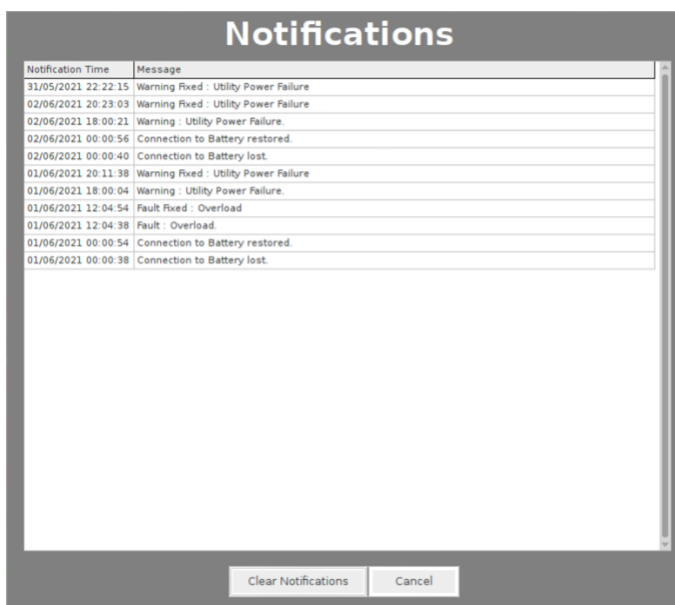 Notifications
Notification Time Message
31/05/2021 22:22:15 Warning Fixed : Utility Power Failure
02/06/2021 20:23:03 Warning Fixed : Utility Power Failure
02/06/2021 18:00:21 Warning : Utility Power Failure.
02/06/2021 00:00:56 Connection to Battery restored.
02/06/2021 00:00:40 Connection to Battery lost.
01/06/2021 20:11:38 Warning Fixed : Utility Power Failure
01/06/2021 18:00:04 Warning : Utility Power Failure.
01/06/2021 12:04:54 Fault Fixed : Overload
01/06/2021 12:04:38 Fault : Overload.
01/06/2021 00:00:54 Connection to Battery restored.
01/06/2021 00:00:38 Connection to Battery lost.
Clear Notifications Cancel